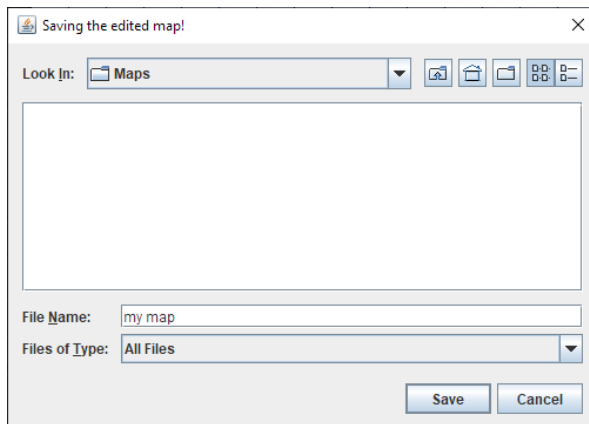 Saving the edited map!
Look In: Maps
File Name: my map
Files of Type: All Files
Save Cancel